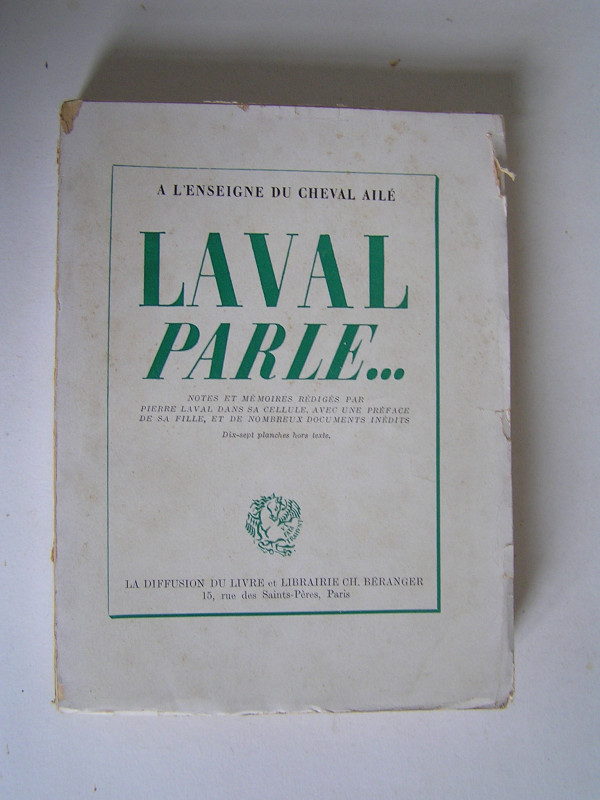 A L'ENSEIGNE DU CHEVAL AILÉ
LAVAL
PARLE...
NOTES ET MÉMOIRES RÉDIGÉS PAR
PIERRE LAVAL DANS SA CELLULE, AVEC UNE PRÉFACE
DE SA FILLE, ET DE NOMBREUX DOCUMENTS INÉDITS
Dix-sept planches hors texte.
LA DIFFUSION DU LIVRE et LIBRAIRIE CH. BÉRANGER
15, rue des Saints-Pères, Paris